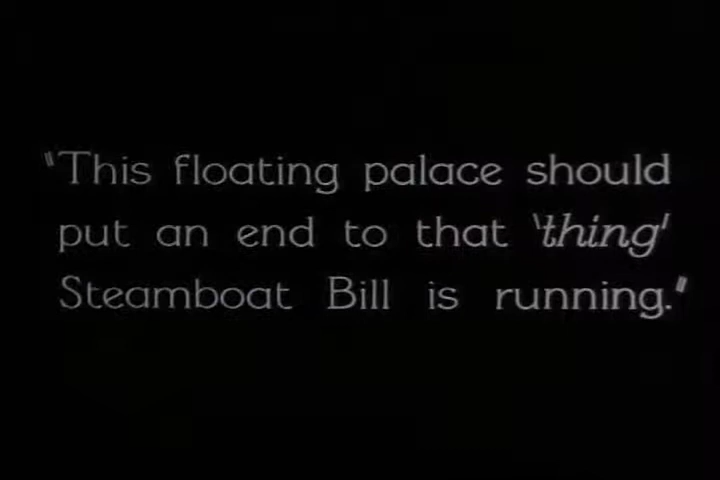 "This floating palace should
put an end to that 'thing'
Steamboat Bill is running."